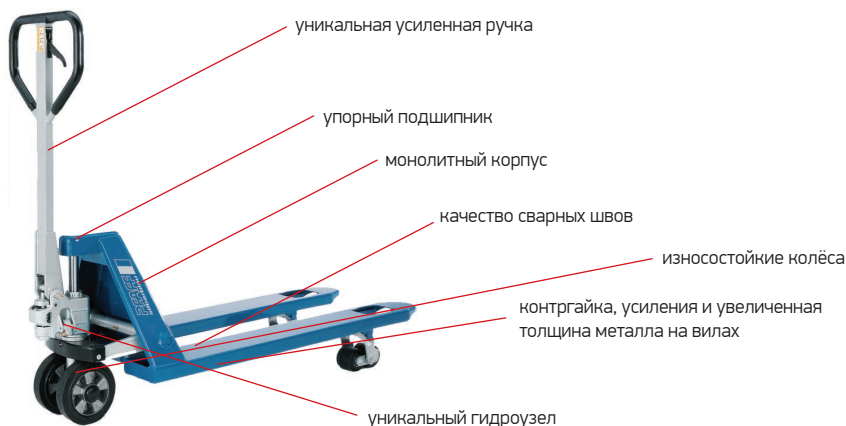 уникальная усиленная ручка
упорный подшипник
монолитный корпус
качество сварных швов
износостойкие колёса
контргайка, усиления и увеличенная
толщина металла на вилах
уникальный гидроузел
PFAFF